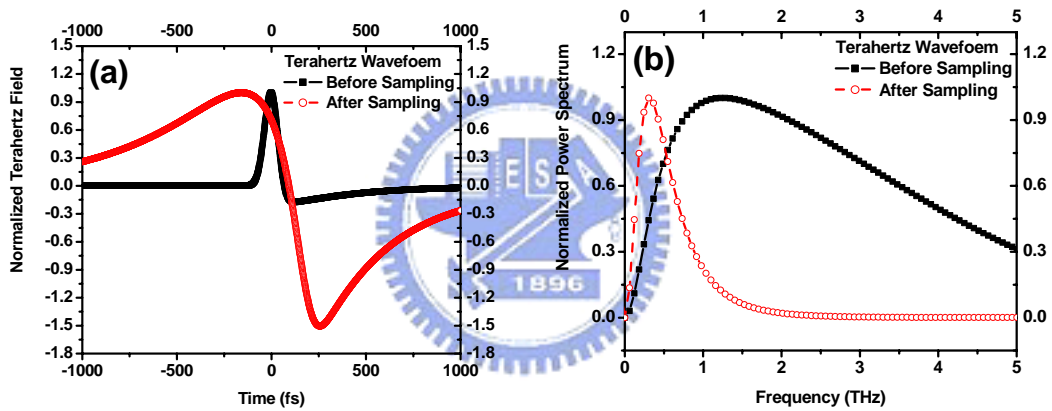 -1000 -500 0 500 1000
1.5 1.5
1.2 1.2
0.9 0.9
0.6 0.6
0.3 0.3
0.0 0.0
-0.3 -0.3
-0.6 -0.6
-0.9 -0.9
-1.2 -1.2
-1.5 -1.5
-1.8 -1.8
-1000 -500 0 500 1000
Normalized Terahertz Field
Time (fs)
(a)
Terahertz Wavefoem
Before Sampling
After Sampling
ES
1896
0 1 2 3 4 5
1.2 1.2
0.9 0.9
0.6 0.6
0.3 0.3
0.0 0.0
0 1 2 3 4 5
Normalized Power Spectrum
Frequency (THz)
(b)
Terahertz Wavefoem
Before Sampling
After Sampling